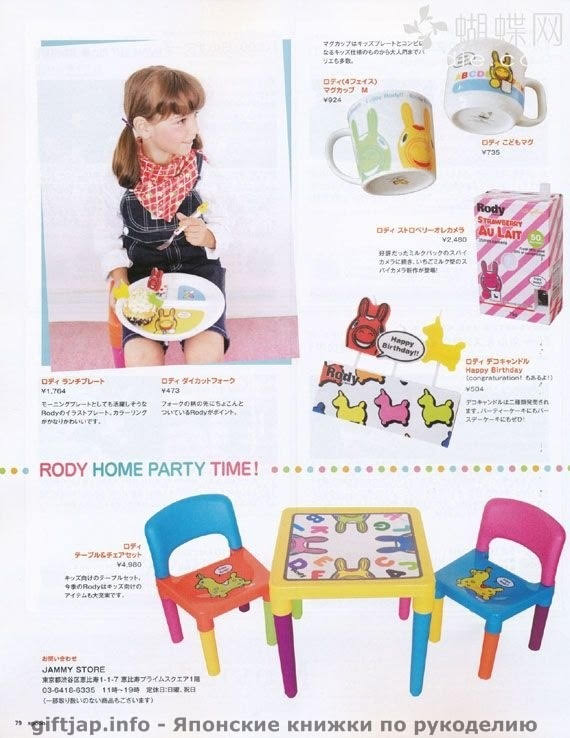 蝴蝶网
マグカップはキッズプレートとコンビに
なるキッズ仕様のものから大人用までバ
リエも多数。
ロディ(4フェイス)
マグカップ M
¥924
ABCDE
ロディ こどもマグ
¥735
Rody
STRAWBERRY
AU LAIT
ロディ ストロベリーオレカメラ
¥2,480
好評だったミルクパックのスパイ
カメラに続き、いちごミルク型のス
パイカメラ新作が登場!
Happy
Birthday!!
Rody
ロディ デコキャンドル
Happy Birthday
(congraturation! もあるよ!)
¥504
デコキャンドルは二種類発売され
ます。パーティーケーキにもバー
スデーケーキにもぜひ!
ロディ ランチプレート
¥1,764
モーニングプレートとしても活躍しそうな
Rodyのイラストプレート。カラーリング
がかなりかわいいです。
ロディ ダイカットフォーク
¥473
フォークの柄の先にちょこんと
ついているRodyがポイント。
RODY HOME PARTY TIME!
ロディ
テーブル&チェアセット
¥4,980
キッズ向けのテーブルセット。
今季のRodyはキッズ向けの
アイテムも大充実です。
お問い合わせ
JAMMY STORE
東京都渋谷区恵比寿1-1-7 恵比寿プライムスクエア1階
03-6416-6335 11時〜19時 定休日:日曜、祝日
(一部取り扱いのない商品もございます)
79
giftjap.info - Японские книжки по рукоделию